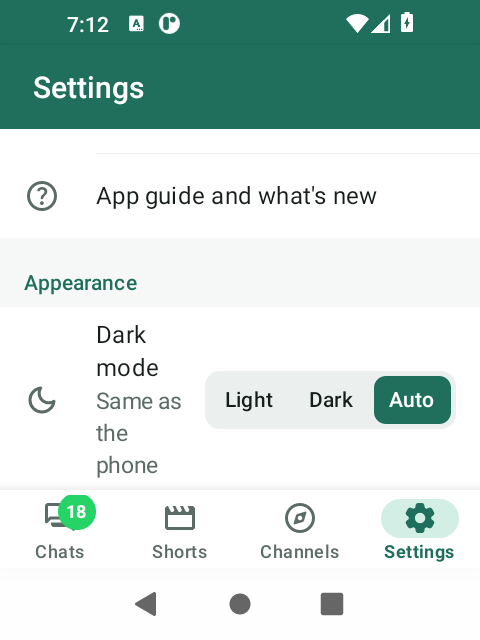 7:12
Settings
App guide and what's new
Appearance
Dark
mode
Same as
the
phone
Light
Dark
Auto
18
Chats
Shorts
Channels
Settings